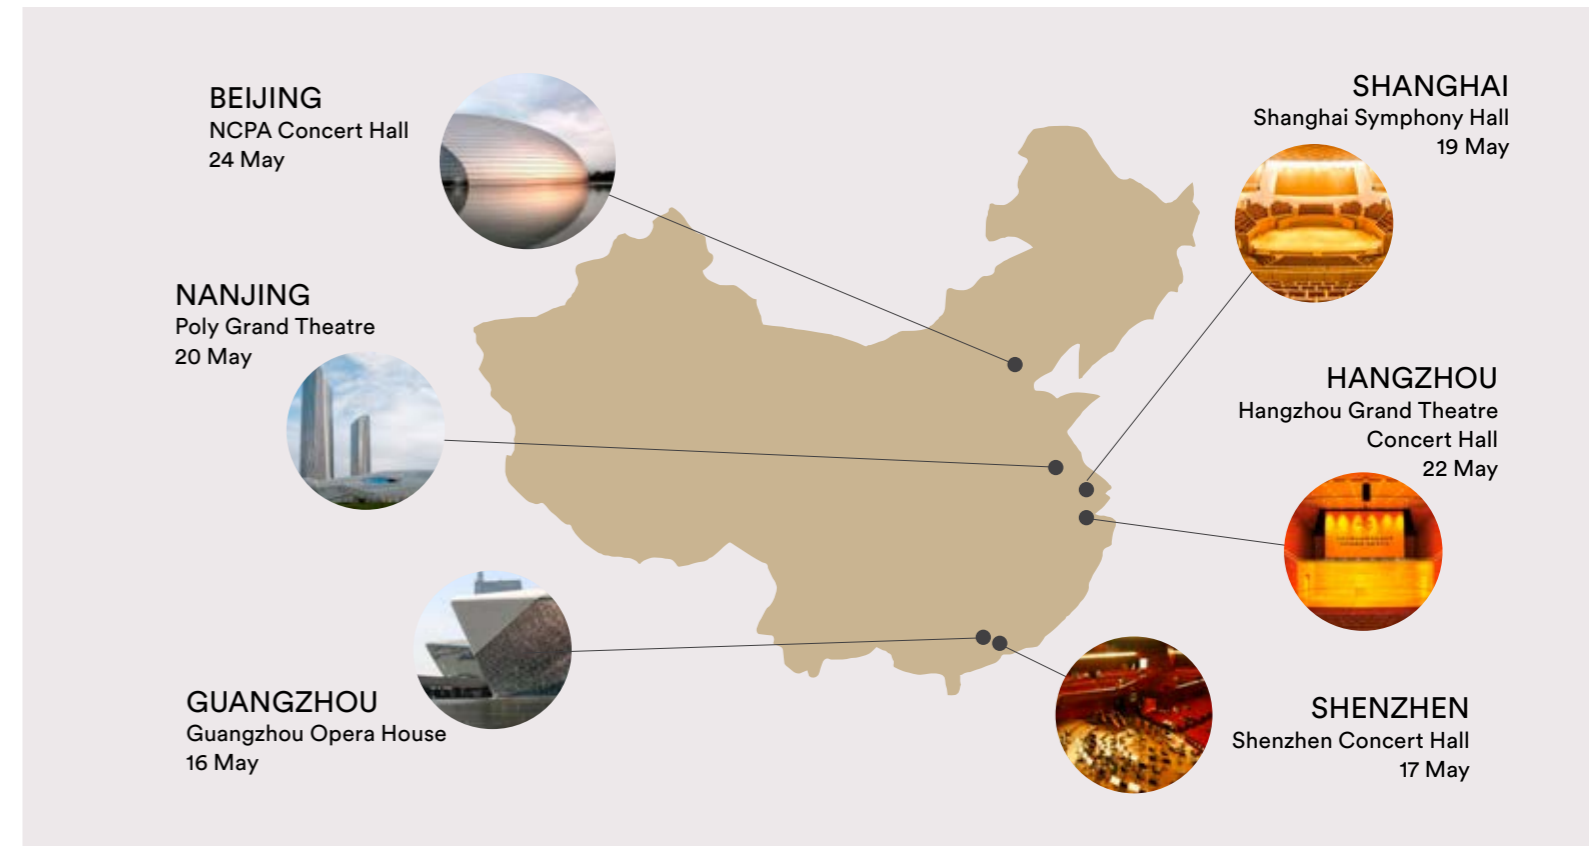 BEIJING
NCPA Concert Hall
24 May
NANJING
Poly Grand Theatre
20 May
GUANGZHOU
Guangzhou Opera House
16 May
SHANGHAI
Shanghai Symphony Hall
19 May
HANGZHOU
Hangzhou Grand Theatre
Concert Hall
22 May
SHENZHEN
Shenzhen Concert Hall
17 May